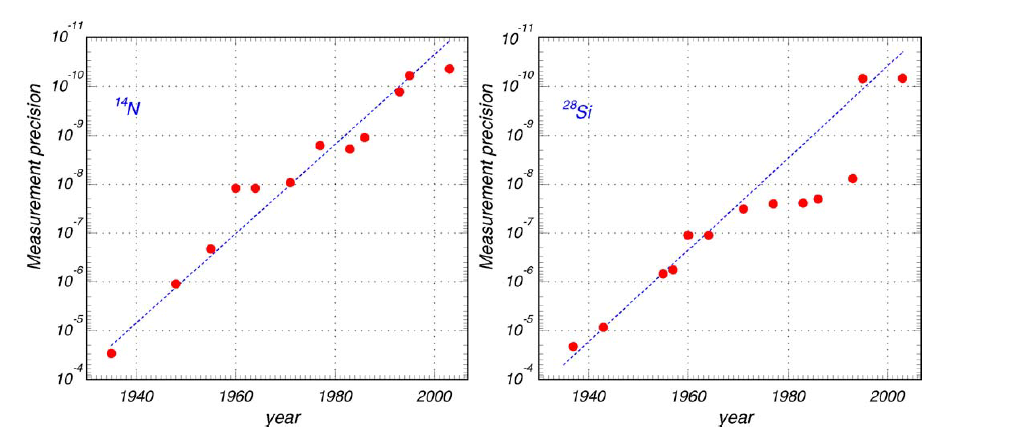 10⁻¹¹
10⁻¹⁰
10⁻⁹
10⁻⁸
10⁻⁷
10⁻⁶
10⁻⁵
10⁻⁴
Measurement precision
¹⁴N
1940 1960 1980 2000
year
10⁻¹¹
10⁻¹⁰
10⁻⁹
10⁻⁸
10⁻⁷
10⁻⁶
10⁻⁵
10⁻⁴
Measurement precision
²⁸Si
1940 1960 1980 2000
year